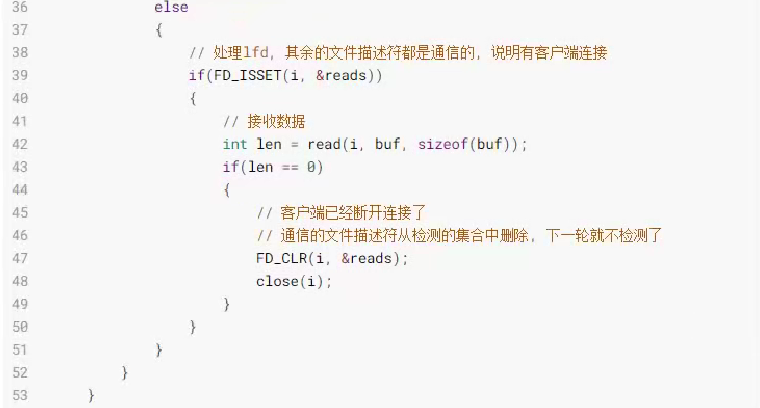 36 else
37 {
38 // 处理lfd, 其余的文件描述符都是通信的, 说明有客户端连接
39 if(FD_ISSET(i, &reads))
40 {
41 // 接收数据
42 int len = read(i, buf, sizeof(buf));
43 if(len == 0)
44 {
45 // 客户端已经断开连接了
46 // 通信的文件描述符从检测的集合中删除, 下一轮就不检测了
47 FD_CLR(i, &reads);
48 close(i);
49 }
50 }
51 }
52 }
53 }